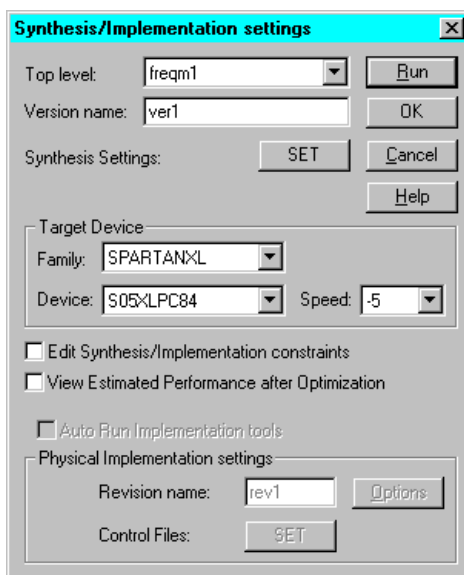 Synthesis/Implementation settings
Top level: freqm1 Run
Version name: ver1 OK
Synthesis Settings: SET Cancel
Help
Target Device
Family: SPARTANXL
Device: S05XLPC84 Speed: -5
Edit Synthesis/Implementation constraints
View Estimated Performance after Optimization
Auto Run Implementation tools
Physical Implementation settings
Revision name: rev1 Options
Control Files: SET